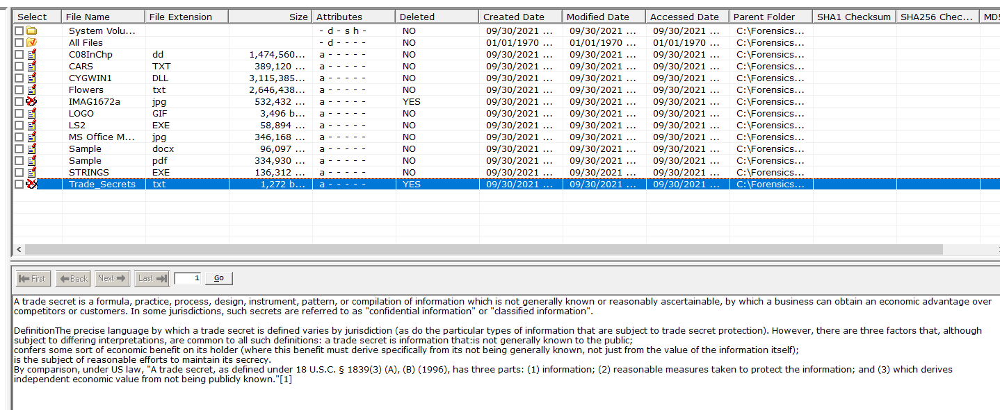 Select File Name File Extension Size Attributes Deleted Created Date Modified Date Accessed Date Parent Folder SHA1 Checksum SHA256 Chec... MD5
System Volu... - d - s h - NO 09/30/2021 ... 09/30/2021 ... 09/30/2021 ... C:\Forensics...
All Files - d - - - - NO 01/01/1970 ... 01/01/1970 ... 01/01/1970 ... C:\Forensics...
C08InChp dd 1,474,560... a - - - - - NO 09/30/2021 ... 09/30/2021 ... 09/30/2021 ... C:\Forensics...
CARS TXT 389,120 ... a - - - - - NO 09/30/2021 ... 09/30/2021 ... 09/30/2021 ... C:\Forensics...
CYGWIN1 DLL 3,115,385... a - - - - - NO 09/30/2021 ... 09/30/2021 ... 09/30/2021 ... C:\Forensics...
Flowers txt 2,646,438... a - - - - - NO 09/30/2021 ... 09/30/2021 ... 09/30/2021 ... C:\Forensics...
IMAG1672a jpg 532,432 ... a - - - - - YES 09/30/2021 ... 09/30/2021 ... 09/30/2021 ... C:\Forensics...
LOGO GIF 3,496 b... a - - - - - NO 09/30/2021 ... 09/30/2021 ... 09/30/2021 ... C:\Forensics...
LS2 EXE 58,894 ... a - - - - - NO 09/30/2021 ... 09/30/2021 ... 09/30/2021 ... C:\Forensics...
MS Office M... jpg 346,168 ... a - - - - - NO 09/30/2021 ... 09/30/2021 ... 09/30/2021 ... C:\Forensics...
Sample docx 96,097 ... a - - - - - NO 09/30/2021 ... 09/30/2021 ... 09/30/2021 ... C:\Forensics...
Sample pdf 334,930 ... a - - - - - NO 09/30/2021 ... 09/30/2021 ... 09/30/2021 ... C:\Forensics...
STRINGS EXE 136,312 ... a - - - - - NO 09/30/2021 ... 09/30/2021 ... 09/30/2021 ... C:\Forensics...
Trade_Secrets txt 1,272 b... a - - - - - YES 09/30/2021 ... 09/30/2021 ... 09/30/2021 ... C:\Forensics...
First Back Next Last 1 Go
A trade secret is a formula, practice, process, design, instrument, pattern, or compilation of information which is not generally known or reasonably ascertainable, by which a business can obtain an economic advantage over
competitors or customers. In some jurisdictions, such secrets are referred to as "confidential information" or "classified information".
DefinitionThe precise language by which a trade secret is defined varies by jurisdiction (as do the particular types of information that are subject to trade secret protection). However, there are three factors that, although
subject to differing interpretations, are common to all such definitions: a trade secret is information that:is not generally known to the public;
confers some sort of economic benefit on its holder (where this benefit must derive specifically from its not being generally known, not just from the value of the information itself);
is the subject of reasonable efforts to maintain its secrecy.
By comparison, under US law, "A trade secret, as defined under 18 U.S.C. § 1839(3) (A), (B) (1996), has three parts: (1) information; (2) reasonable measures taken to protect the information; and (3) which derives
independent economic value from not being publicly known."[1]